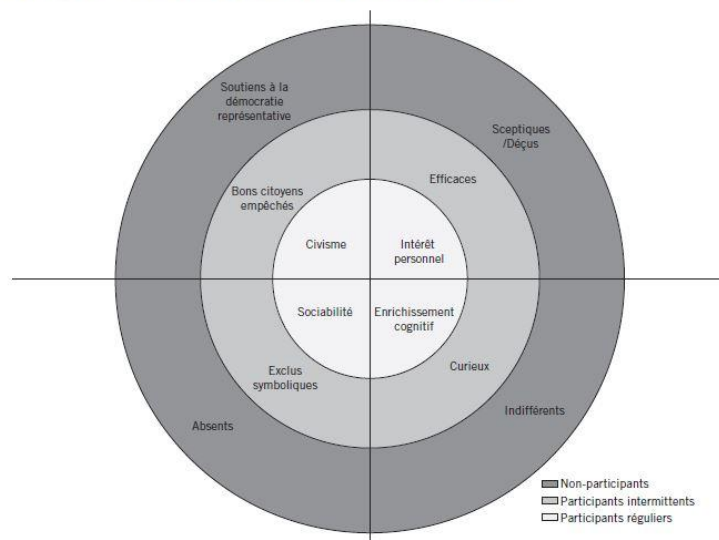 Soutiens à la
démocratie
représentative
Sceptiques
/Déçus
Bons citoyens
empêchés
Efficaces
Civisme
Intérêt
personnel
Sociabilité
Enrichissement
cognitif
Exclus
symboliques
Curieux
Absents
Indifférents
Non-participants
Participants intermittents
Participants réguliers